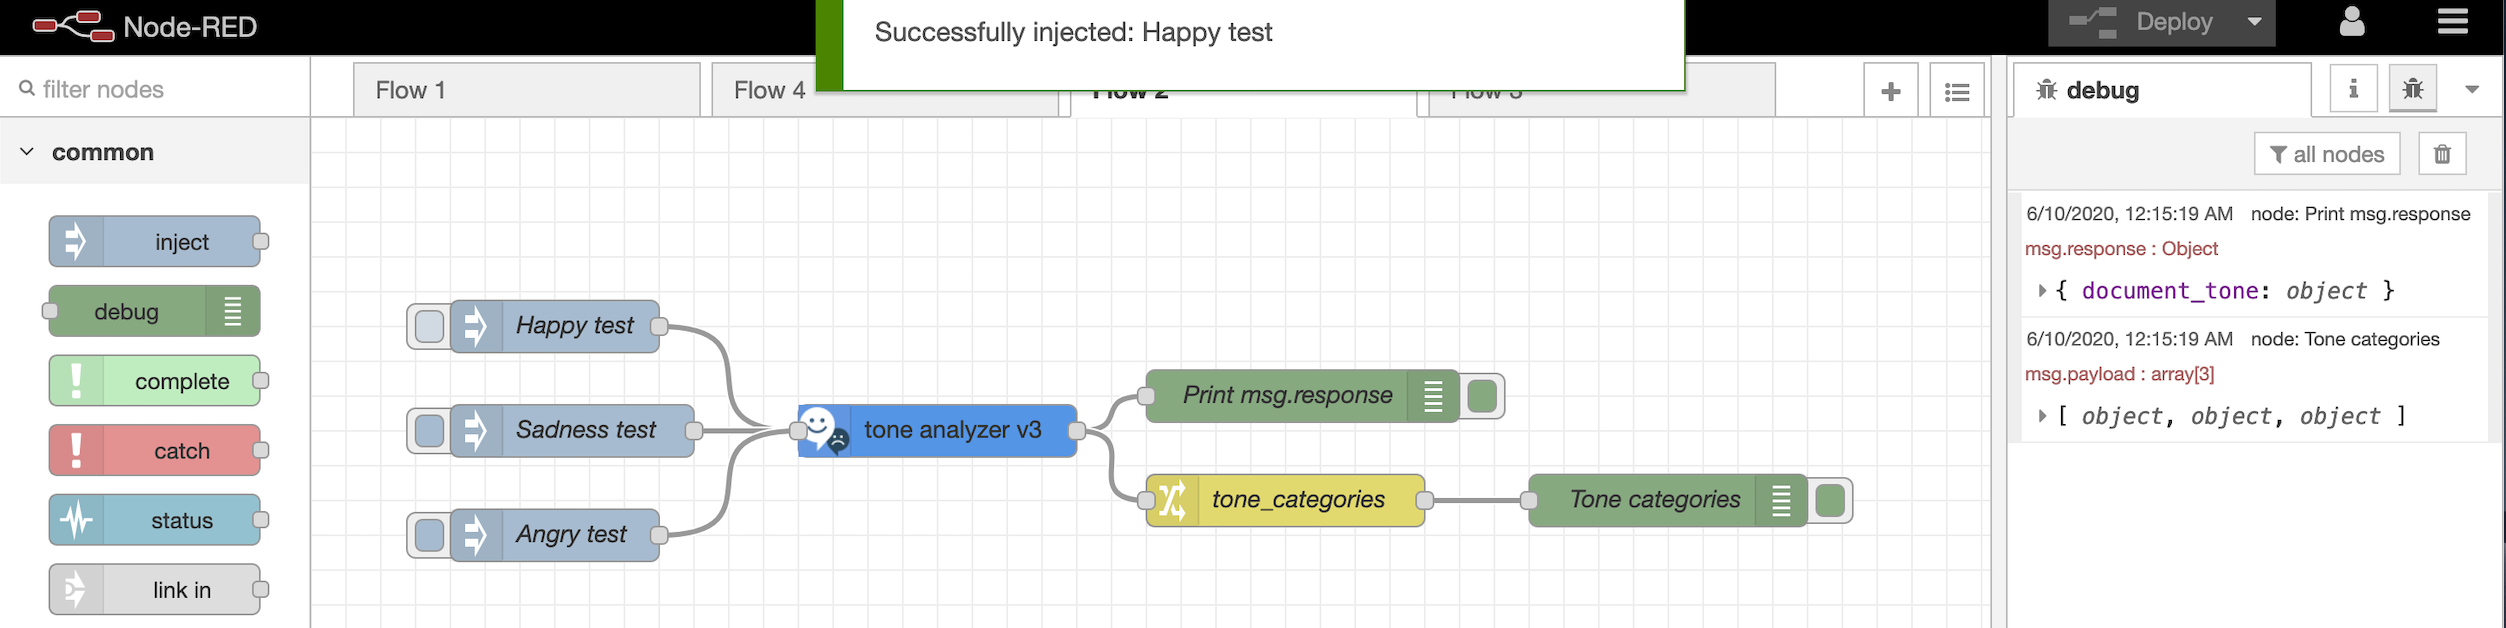 Node-RED
Successfully injected: Happy test
Deploy
filter nodes
Flow 1
Flow 4
Flow 2
Flow 3
debug
i
common
all nodes
inject
debug
complete
catch
status
link in
Happy test
Sadness test
Angry test
tone analyzer v3
Print msg.response
tone_categories
Tone categories
6/10/2020, 12:15:19 AM node: Print msg.response
msg.response : Object
{ document_tone: object }
6/10/2020, 12:15:19 AM node: Tone categories
msg.payload : array[3]
[ object, object, object ]